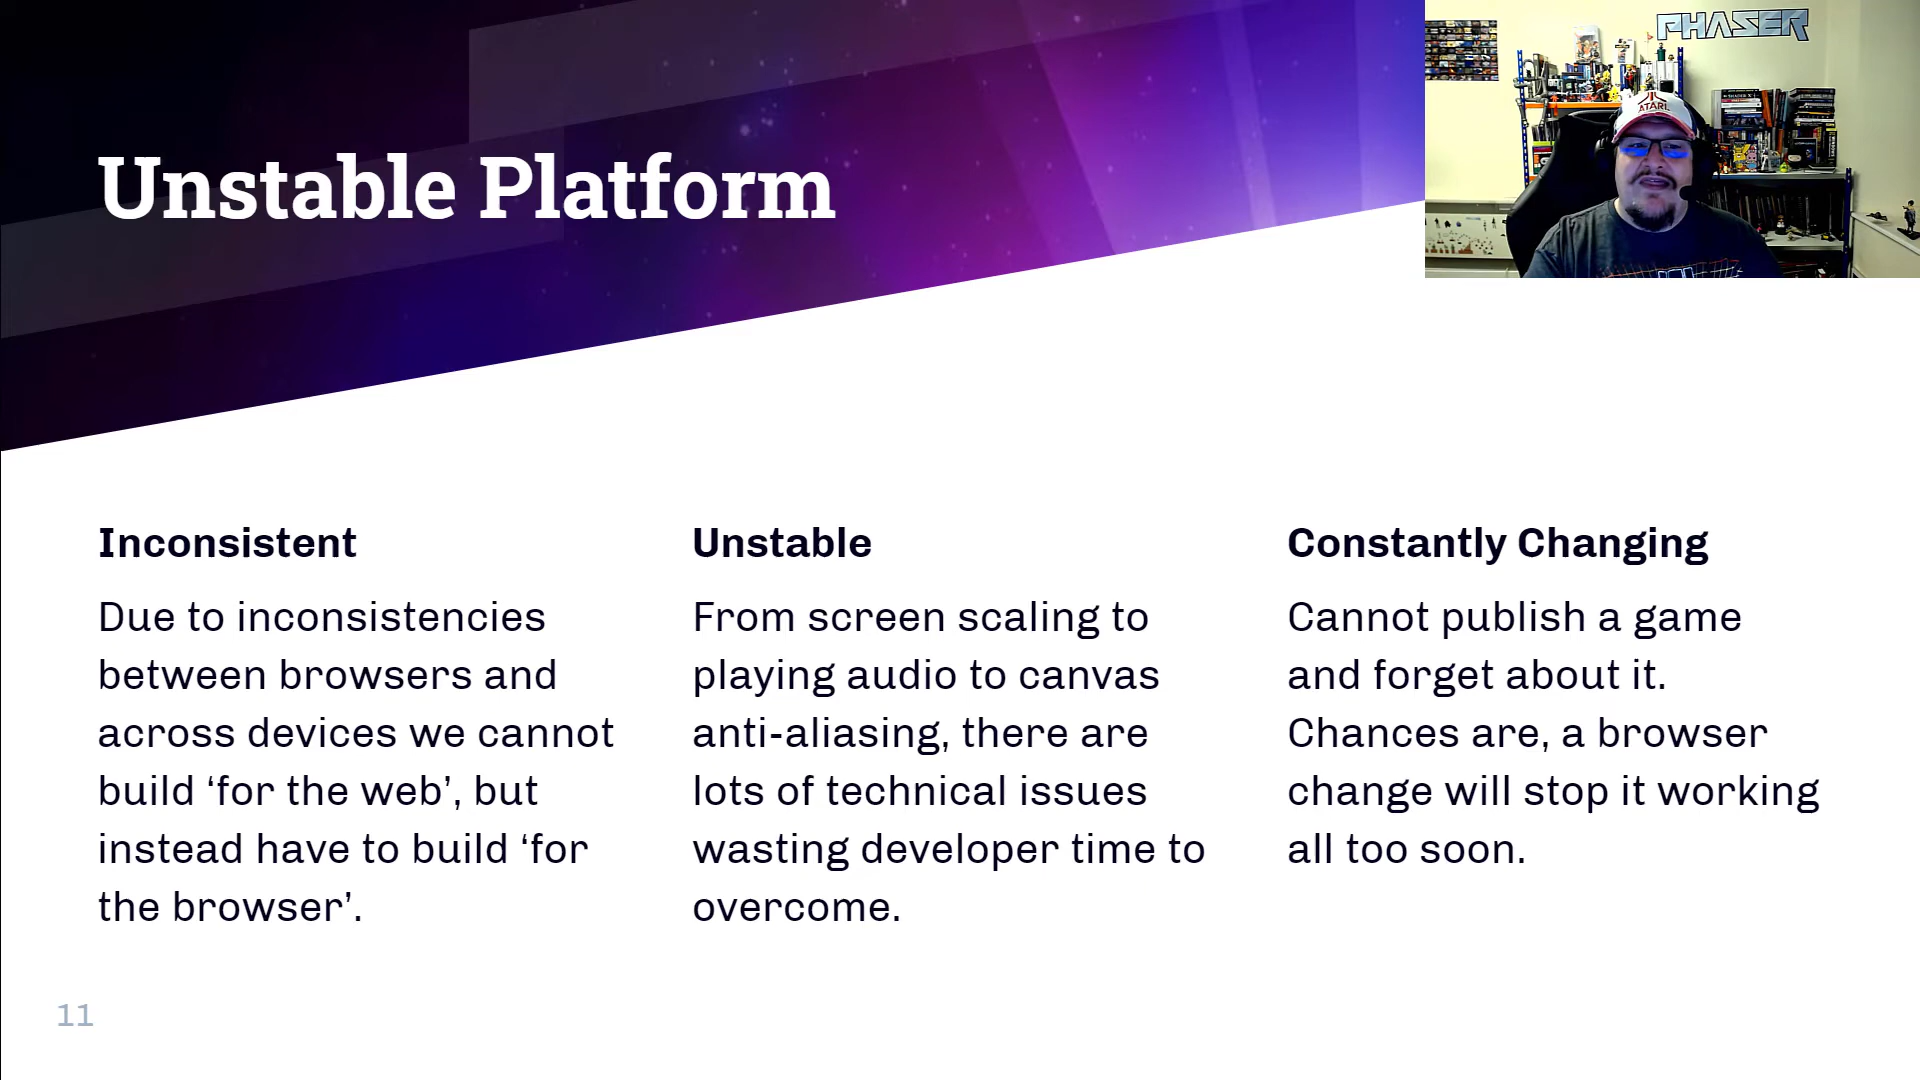 Unstable Platform
PHASER
ATARI
Inconsistent
Due to inconsistencies
between browsers and
across devices we cannot
build ‘for the web’, but
instead have to build ‘for
the browser’.
Unstable
From screen scaling to
playing audio to canvas
anti-aliasing, there are
lots of technical issues
wasting developer time to
overcome.
Constantly Changing
Cannot publish a game
and forget about it.
Chances are, a browser
change will stop it working
all too soon.
11